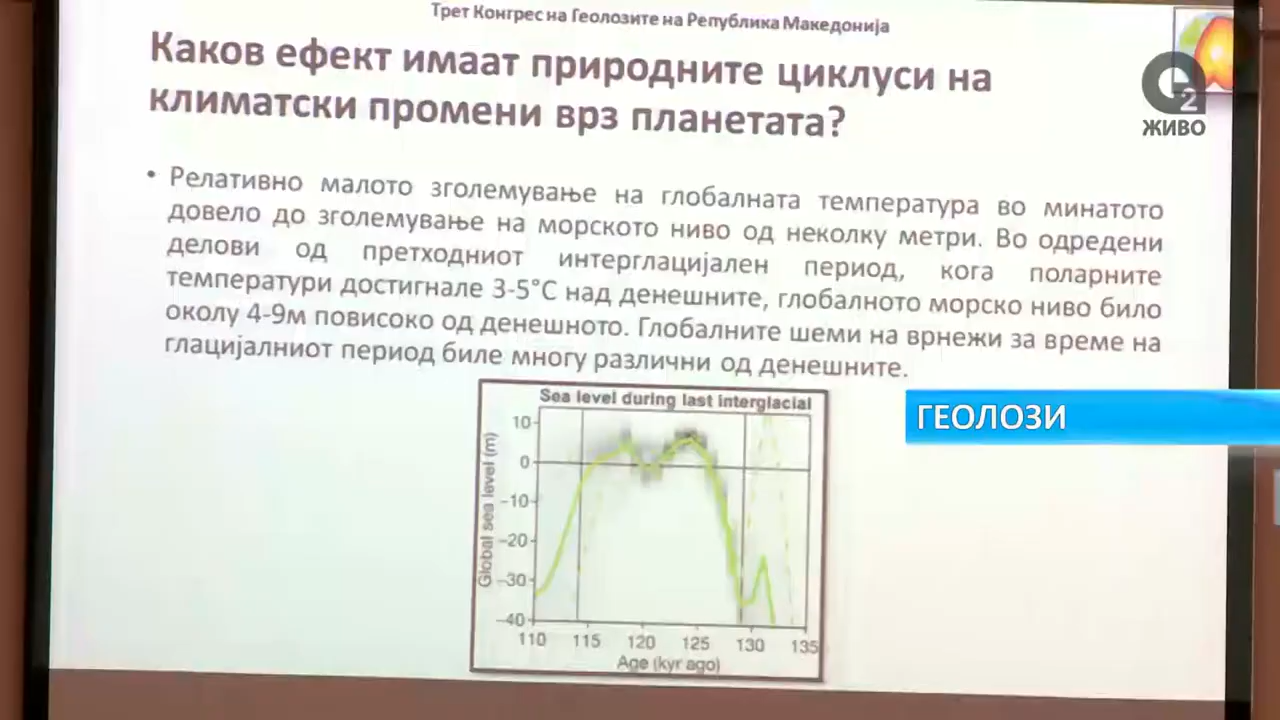 Трет Конгрес на Геолозите на Република Македонија
Каков ефект имаат природните циклуси на
климатски промени врз планетата?
2
ЖИВО
• Релативно малото зголемување на глобалната температура во минатото
довело до зголемување на морското ниво од неколку метри. Во одредени
делови од претходниот интерглацијален период, кога поларните
температури достигнале 3-5°С над денешните, глобалното морско ниво било
околу 4-9м повисоко од денешното. Глобалните шеми на врнежи за време на
глацијалниот период биле многу различни од денешните.
ГЕОЛОЗИ
Sea level during last interglacial
Global sea level (m)
10
0
-10
-20
-30
-40
110 115 120 125 130 135
Age (kyr ago)